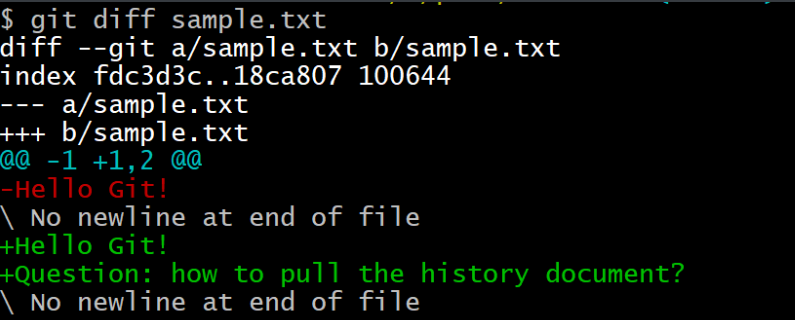 $ git diff sample.txt
diff --git a/sample.txt b/sample.txt
index fdc3d3c..18ca807 100644
--- a/sample.txt
+++ b/sample.txt
@@ -1 +1,2 @@
-Hello Git!
\ No newline at end of file
+Hello Git!
+Question: how to pull the history document?
\ No newline at end of file